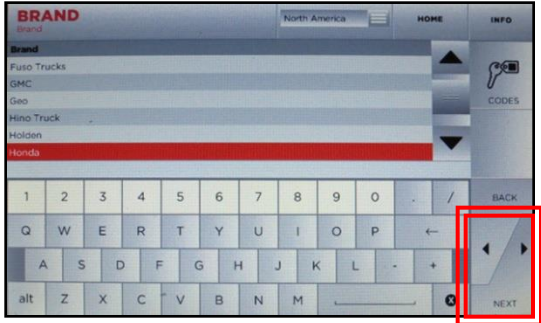 BRAND
Brand
North America
HOME
INFO
Brand
Fuso Trucks
GMC
Geo
Hino Truck
Holden
Honda
CODES
1 2 3 4 5 6 7 8 9 0 . /
BACK
Q W E R T Y U I O P ←
A S D F G H J K L - +
alt Z X C V B N M
NEXT